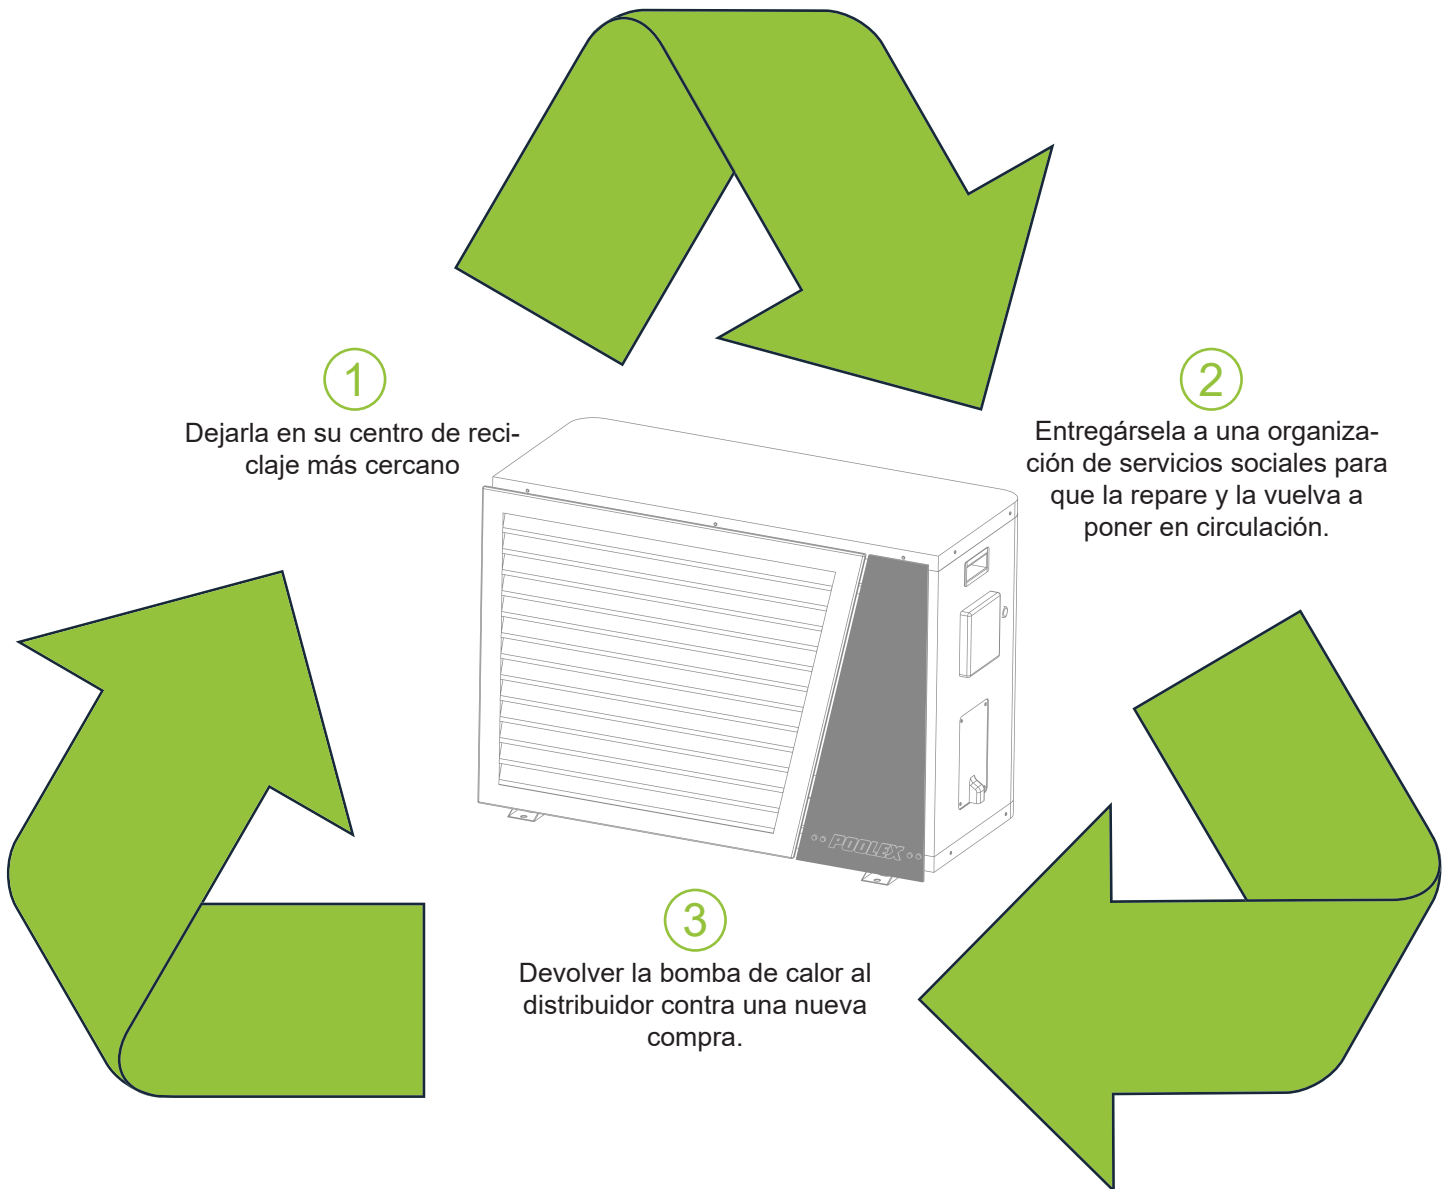 1
Dejarla en su centro de reci-
claje más cercano
2
Entregársela a una organiza-
ción de servicios sociales para
que la repare y la vuelva a
poner en circulación.
POOLEX
3
Devolver la bomba de calor al
distribuidor contra una nueva
compra.